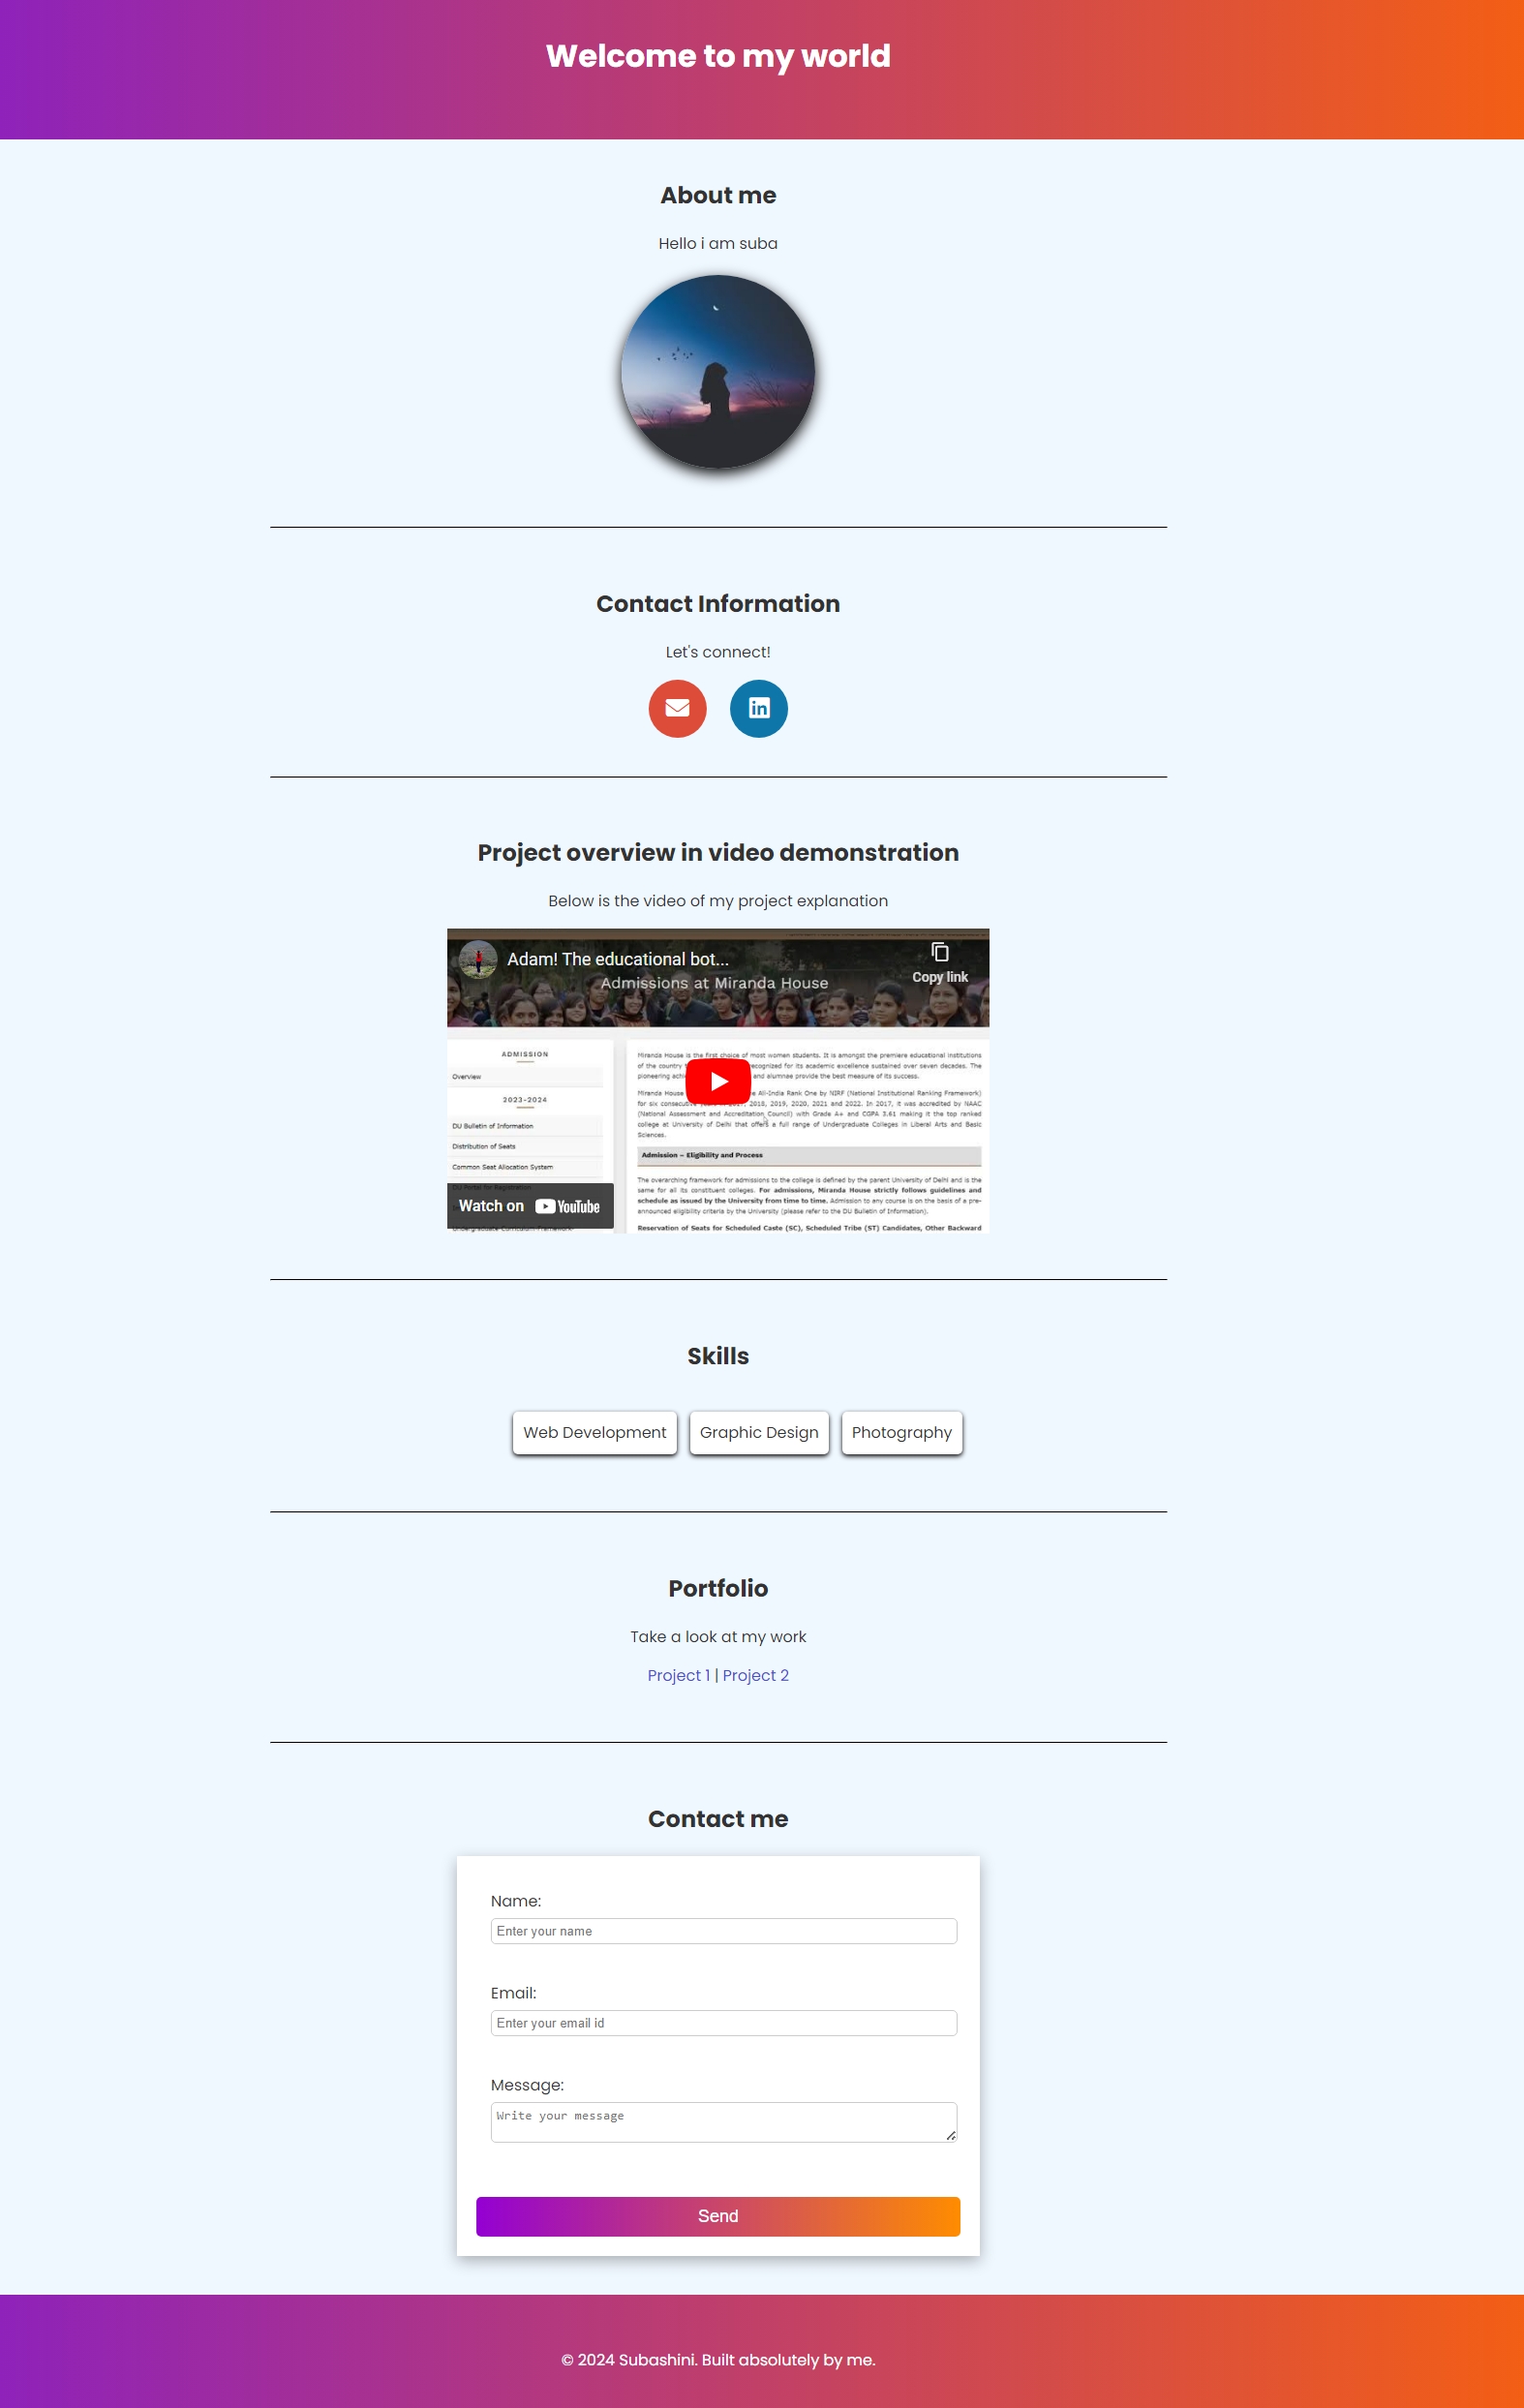 Welcome to my world
About me
Hello i am suba
Contact Information
Let's connect!
in
Project overview in video demonstration
Below is the video of my project explanation
Adam! The educational bot...
Copy link
Admissions at Miranda House
ADMISSION
Overview
2023-2024
DU Bulletin of Information
Distribution of Seats
Common Seat Allocation System
DU Portal for Registration
Undergraduate Curriculum Framework
Watch on YouTube
Miranda House is the first choice of most women students. It is amongst the premiere educational institutions
of the country recognized for its academic excellence sustained over seven decades. The
pioneering and alumnae provide the best measure of its success.
Miranda House All-India Rank One by NIRF (National Institutional Ranking Framework)
for six consecutive 2018, 2019, 2020, 2021 and 2022. In 2017, it was accredited by NAAC
(National Assessment and Accreditation Council) with Grade A+ and CGPA 3.61 making it the top ranked
college at University of Delhi that offers a full range of Undergraduate Colleges in Liberal Arts and Basic
Sciences.
Admission – Eligibility and Process
The overarching framework for admissions to the college is defined by the parent University of Delhi and is the
same for all its constituent colleges. For admissions, Miranda House strictly follows guidelines and
schedule as issued by the University from time to time. Admission to any course is on the basis of a pre-
announced eligibility criteria by the University (please refer to the DU Bulletin of Information).
Reservation of Seats for Scheduled Caste (SC), Scheduled Tribe (ST) Candidates, Other Backward
Skills
Web Development
Graphic Design
Photography
Portfolio
Take a look at my work
Project 1 | Project 2
Contact me
Name:
Enter your name
Email:
Enter your email id
Message:
Write your message
Send
© 2024 Subashini. Built absolutely by me.